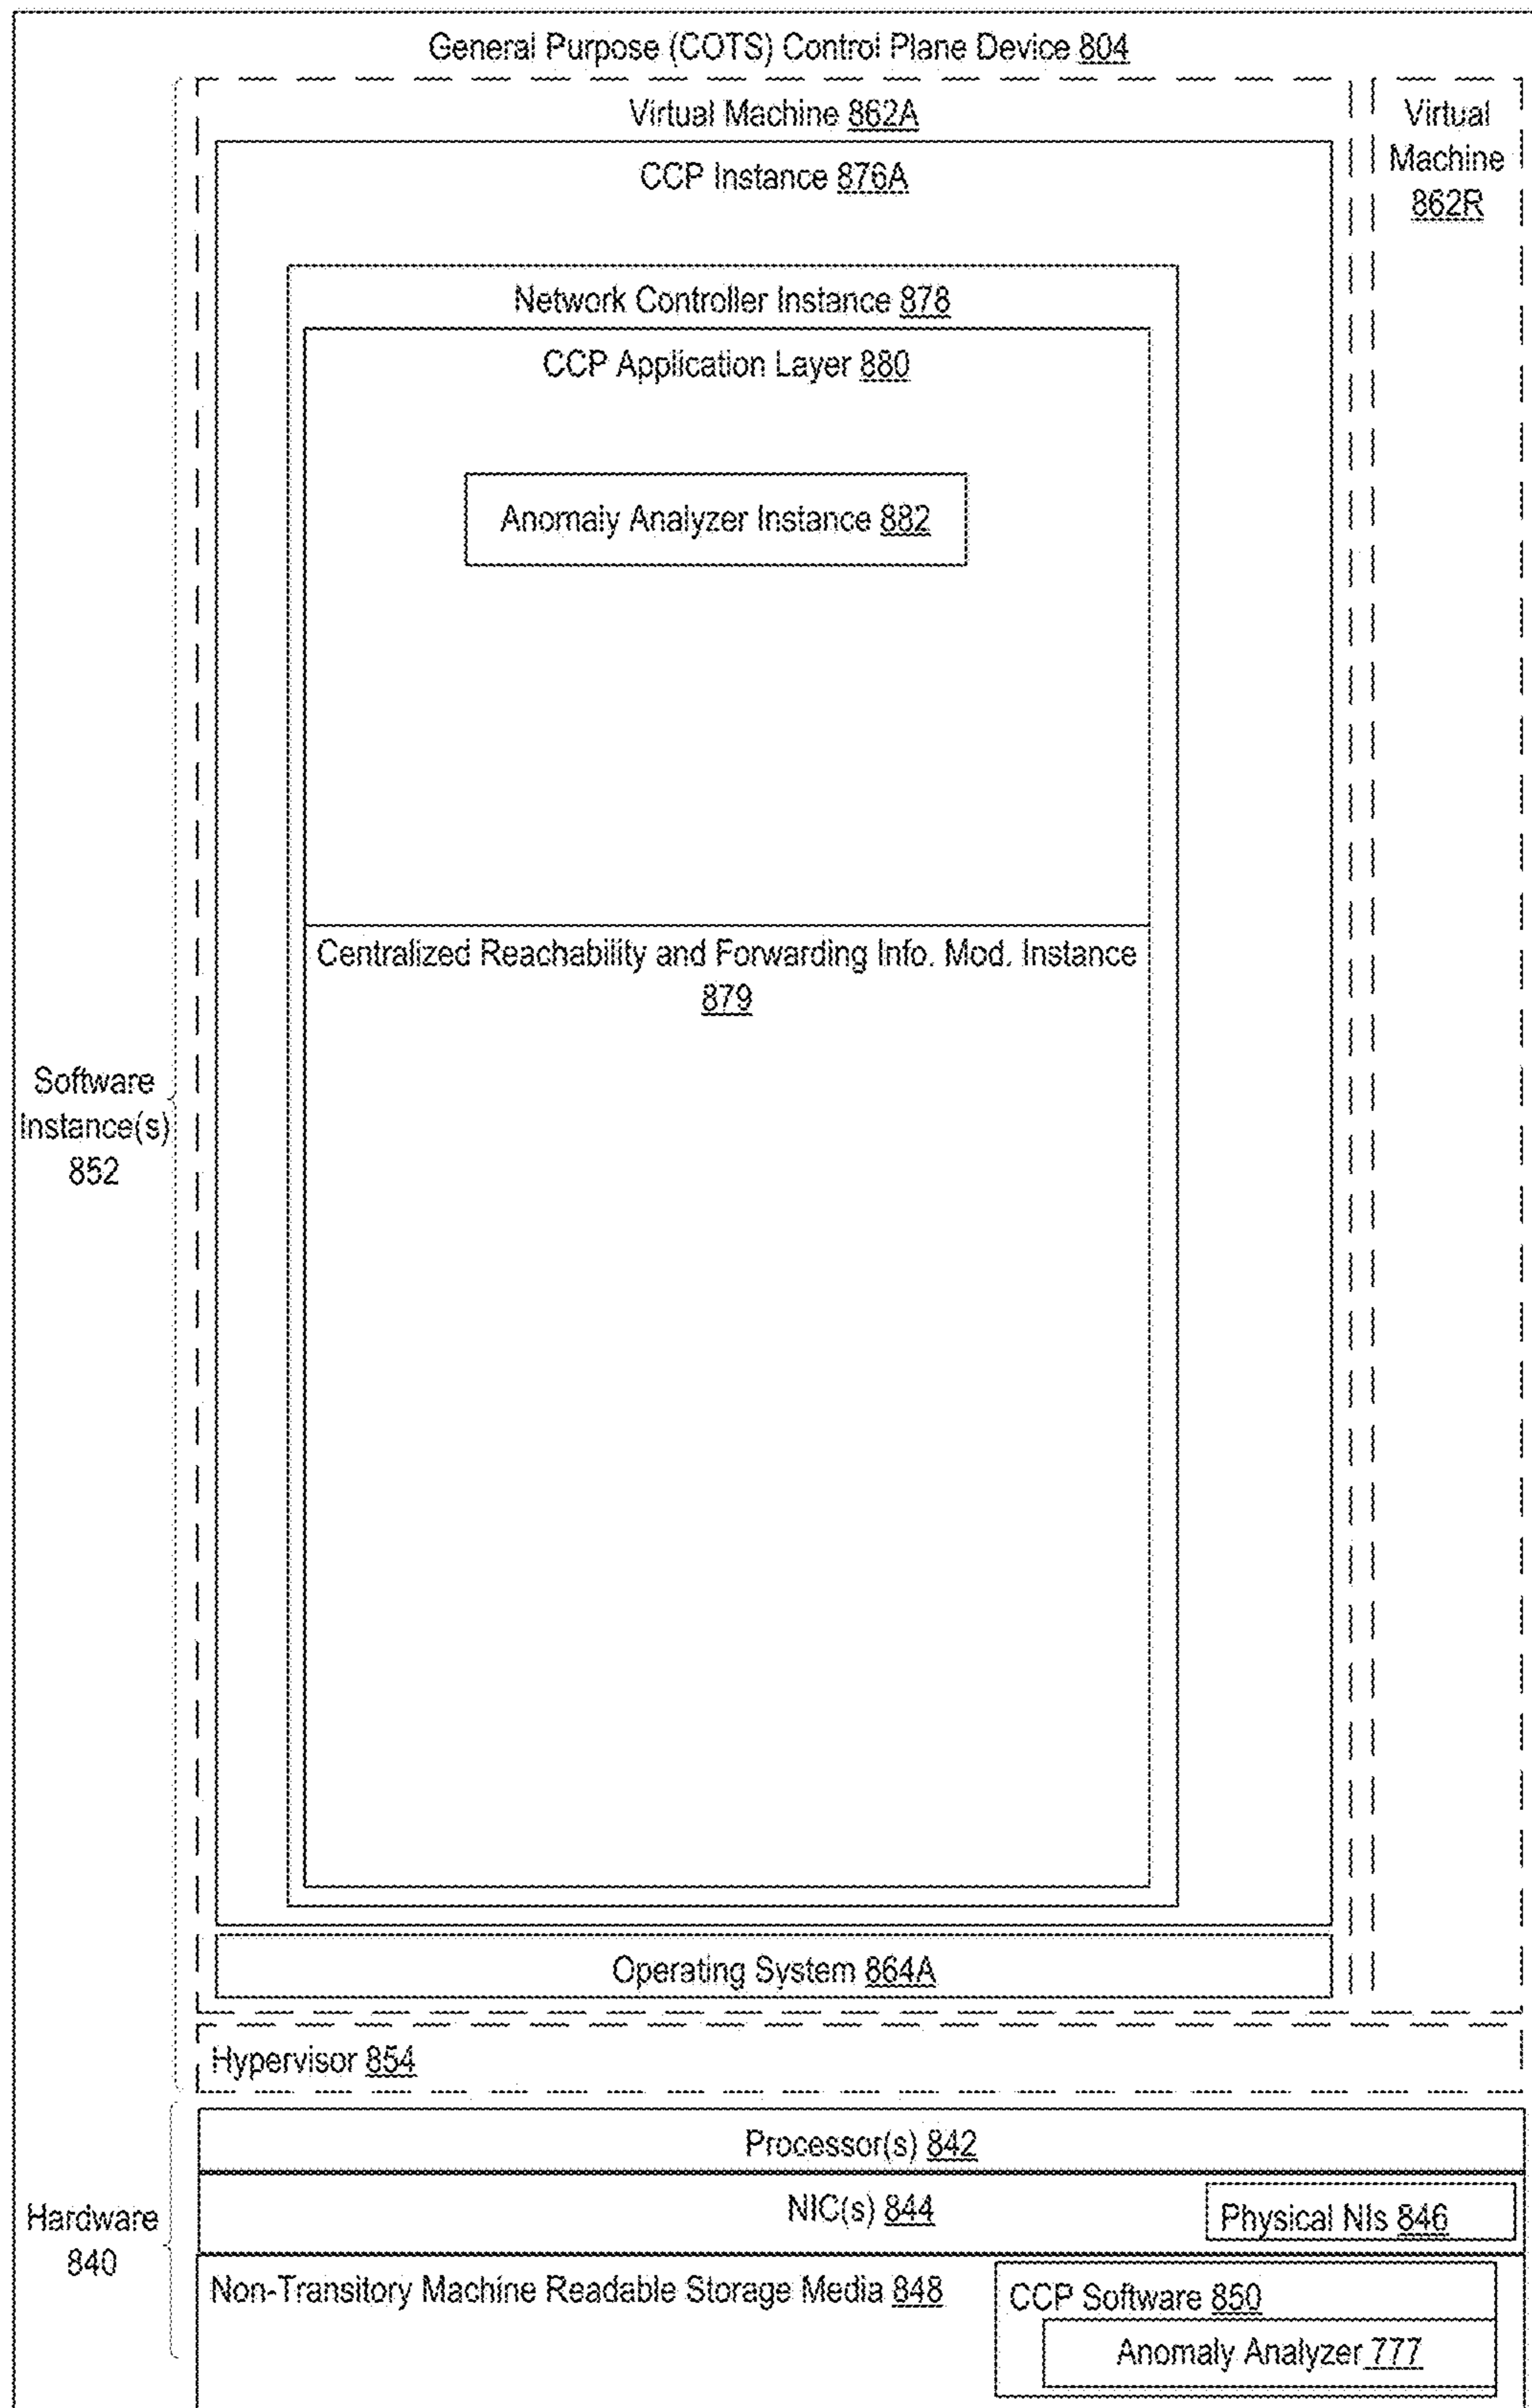 General Purpose (COTS) Control Plane Device 804
Virtual Machine 862A
Virtual
Machine
862R
CCP Instance 876A
Network Controller Instance 878
CCP Application Layer 880
Anomaly Analyzer Instance 882
Centralized Reachability and Forwarding Info. Mod. Instance
879
Software
Instance(s)
852
Operating System 864A
Hypervisor 854
Processor(s) 842
NIC(s) 844
Physical NIs 846
Hardware
840
Non-Transitory Machine Readable Storage Media 848
CCP Software 850
Anomaly Analyzer 777